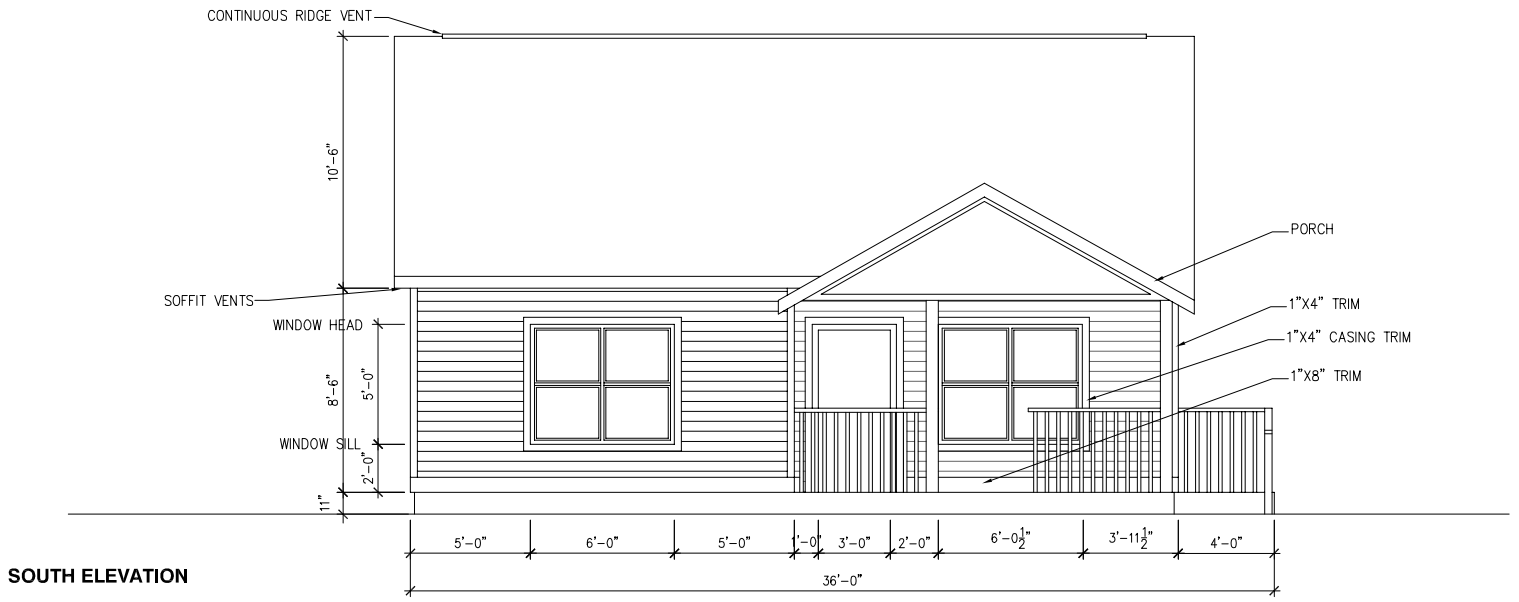 CONTINUOUS RIDGE VENT
10'-6"
PORCH
SOFFIT VENTS
1"X4" TRIM
WINDOW HEAD
1"X4" CASING TRIM
1"X8" TRIM
8'-6"
5'-0"
WINDOW SILL
2'-0"
11"
5'-0" 6'-0" 5'-0" 1'-0" 3'-0" 2'-0" 6'-0½" 3'-11½" 4'-0"
36'-0"
SOUTH ELEVATION